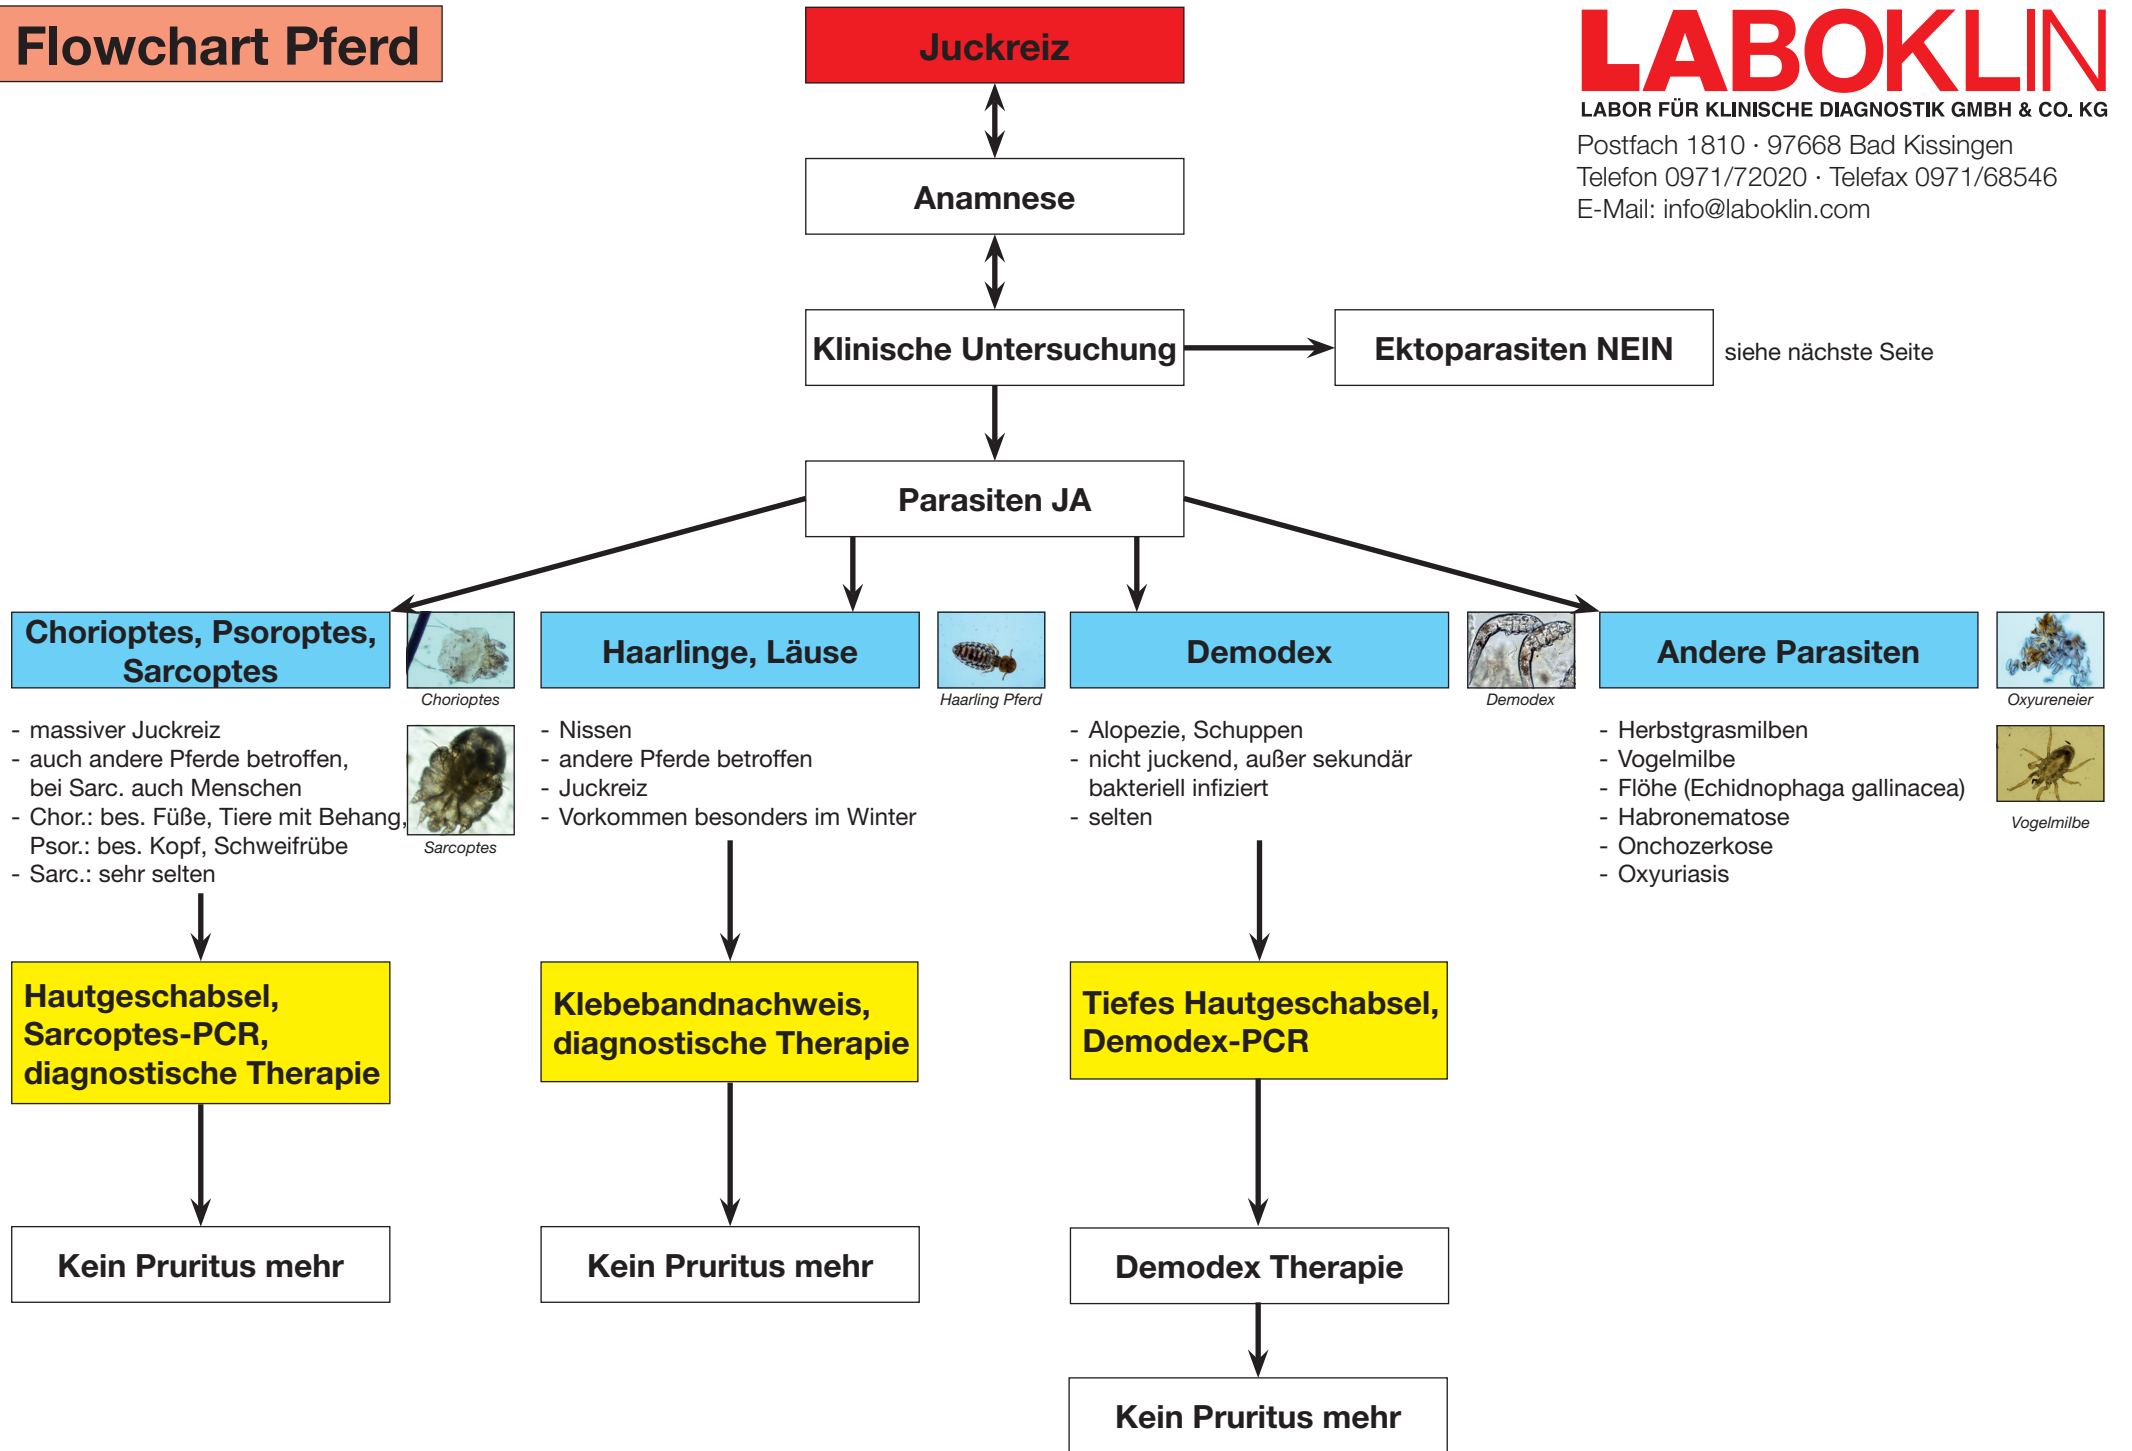 Flowchart Pferd
Juckreiz
LABOKLIN
LABOR FÜR KLINISCHE DIAGNOSTIK GMBH & CO. KG
Postfach 1810 · 97668 Bad Kissingen
Telefon 0971/72020 · Telefax 0971/68546
E-Mail: info@laboklin.com
Anamnese
Klinische Untersuchung
Ektoparasiten NEIN
siehe nächste Seite
Parasiten JA
Chorioptes, Psoroptes,
Sarcoptes
Chorioptes
- massiver Juckreiz
- auch andere Pferde betroffen,
bei Sarc. auch Menschen
- Chor.: bes. Füße, Tiere mit Behang,
Psor.: bes. Kopf, Schweifrübe
- Sarc.: sehr selten
Sarcoptes
Hautgeschabsel,
Sarcoptes-PCR,
diagnostische Therapie
Kein Pruritus mehr
Haarlinge, Läuse
Haarling Pferd
- Nissen
- andere Pferde betroffen
- Juckreiz
- Vorkommen besonders im Winter
Klebebandnachweis,
diagnostische Therapie
Kein Pruritus mehr
Demodex
Demodex
- Alopezie, Schuppen
- nicht juckend, außer sekundär
bakteriell infiziert
- selten
Tiefes Hautgeschabsel,
Demodex-PCR
Demodex Therapie
Kein Pruritus mehr
Andere Parasiten
Oxyureneier
- Herbstgrasmilben
- Vogelmilbe
- Flöhe (Echidnophaga gallinacea)
- Habronematose
- Onchozerkose
- Oxyuriasis
Vogelmilbe